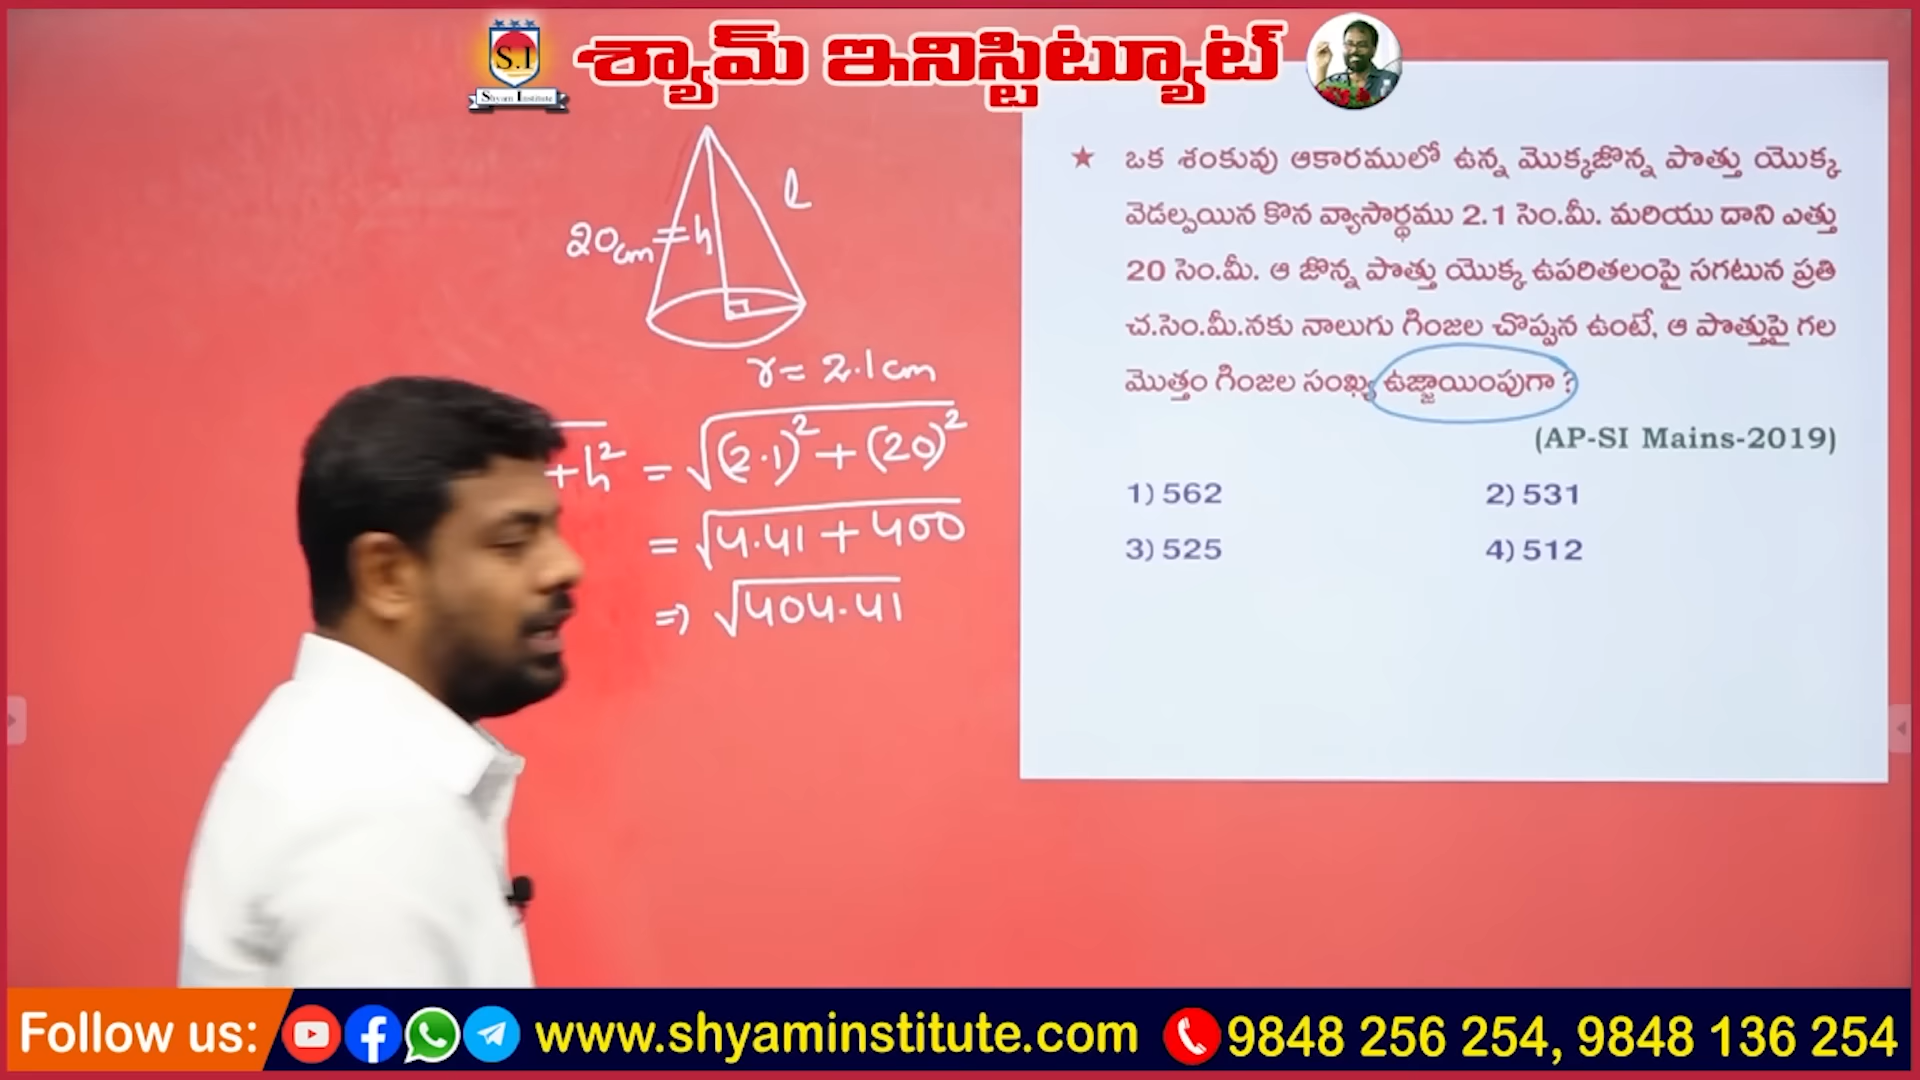 S.I
Shyam Institute
శ్యామ్ ఇనిస్టిట్యూట్
l
20cm = h
r = 2.1cm
+h² = √(2.1)² + (20)²
= √4.41 + 400
⇒ √404.41
★ ఒక శంకువు ఆకారములో ఉన్న మొక్కజొన్న పొత్తు యొక్క
వెడల్పయిన కొన వ్యాసార్థము 2.1 సెం.మీ. మరియు దాని ఎత్తు
20 సెం.మీ. ఆ జొన్న పొత్తు యొక్క ఉపరితలంపై సగటున ప్రతి
చ.సెం.మీ.నకు నాలుగు గింజల చొప్పున ఉంటే, ఆ పొత్తుపై గల
మొత్తం గింజల సంఖ్య ఉజ్జాయింపుగా ?
(AP-SI Mains-2019)
1) 562 2) 531
3) 525 4) 512
Follow us: www.shyaminstitute.com 9848 256 254, 9848 136 254